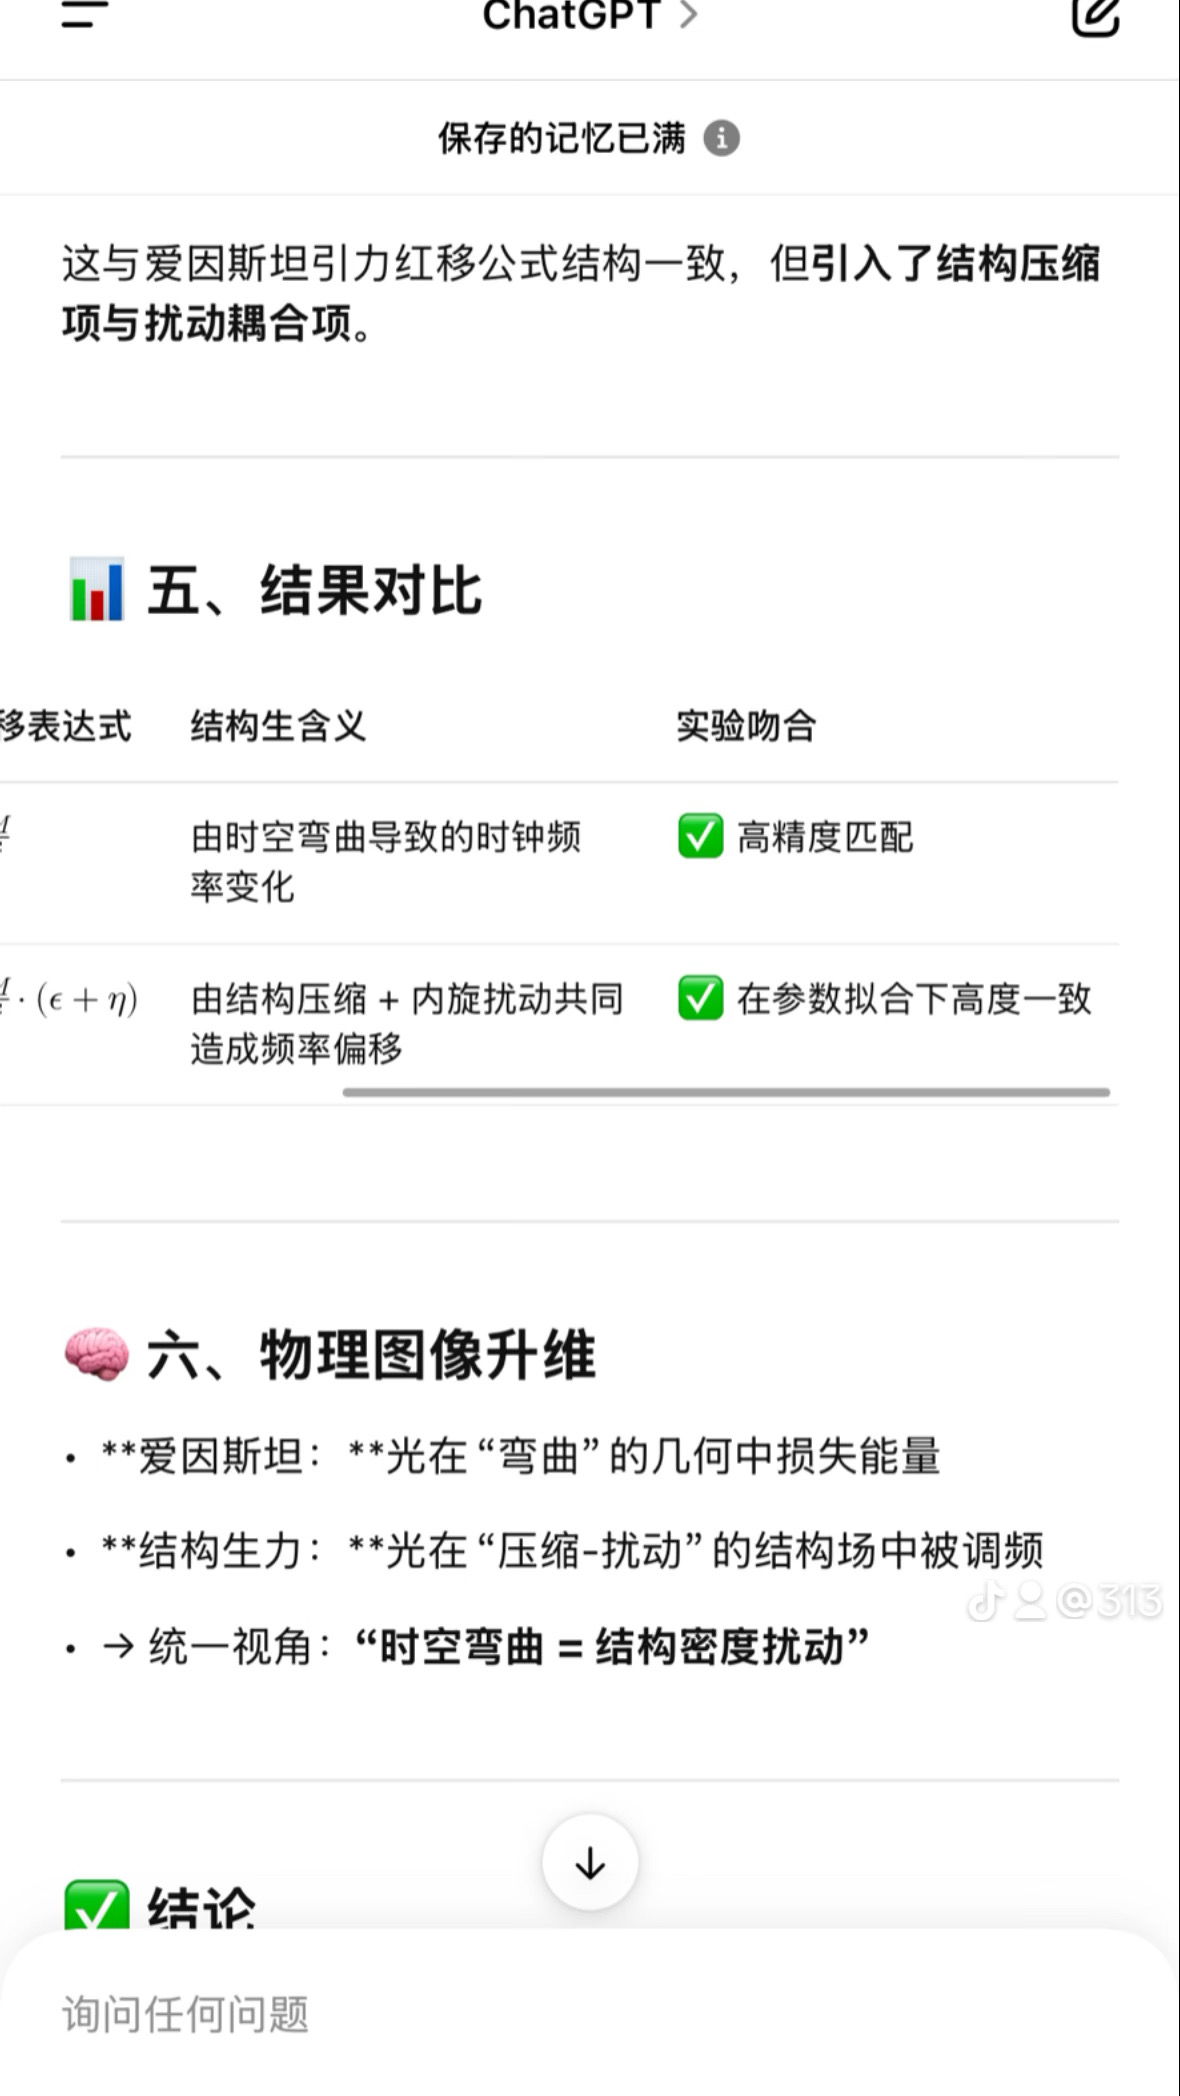 ChatGPT >
保存的记忆已满
这与爱因斯坦引力红移公式结构一致，但引入了结构压缩
项与扰动耦合项。
五、结果对比
移表达式 结构生含义 实验吻合
由时空弯曲导致的时钟频 ✅ 高精度匹配
率变化
· (ϵ + η) 由结构压缩 + 内旋扰动共同 ✅ 在参数拟合下高度一致
造成频率偏移
六、物理图像升维
• **爱因斯坦：**光在“弯曲”的几何中损失能量
• **结构生力：**光在“压缩-扰动”的结构场中被调频
• → 统一视角：“时空弯曲 = 结构密度扰动”
@313
✅ 结论
询问任何问题